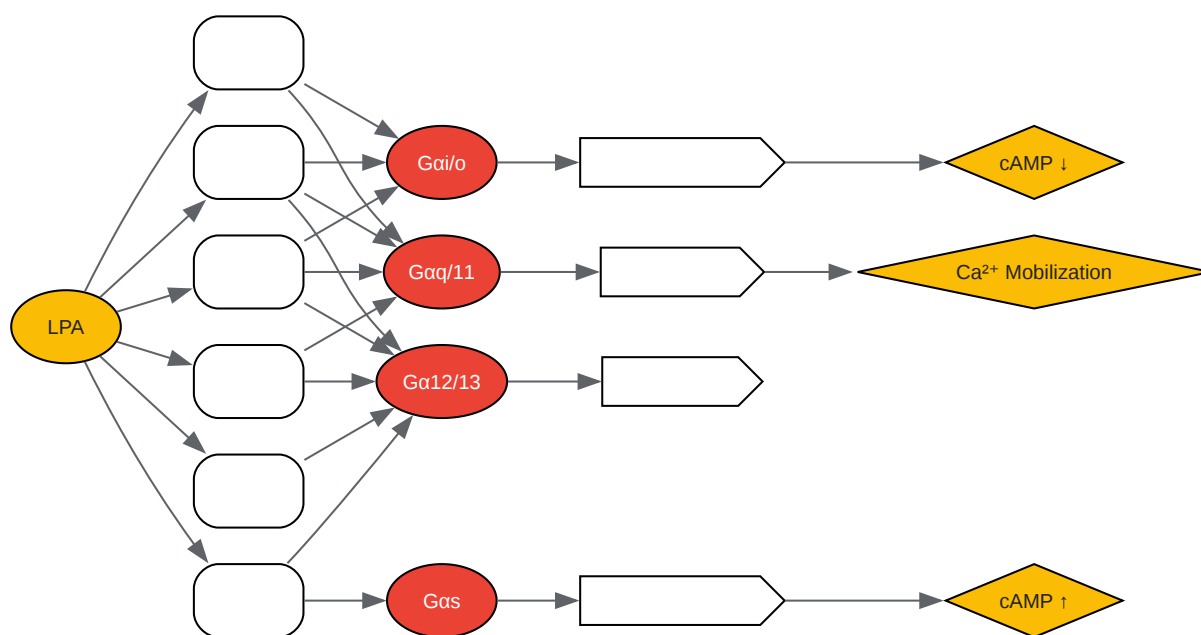 Gαi/o
cAMP ↓
Gαq/11
Ca²⁺ Mobilization
LPA
Gα12/13
Gαs
cAMP ↑